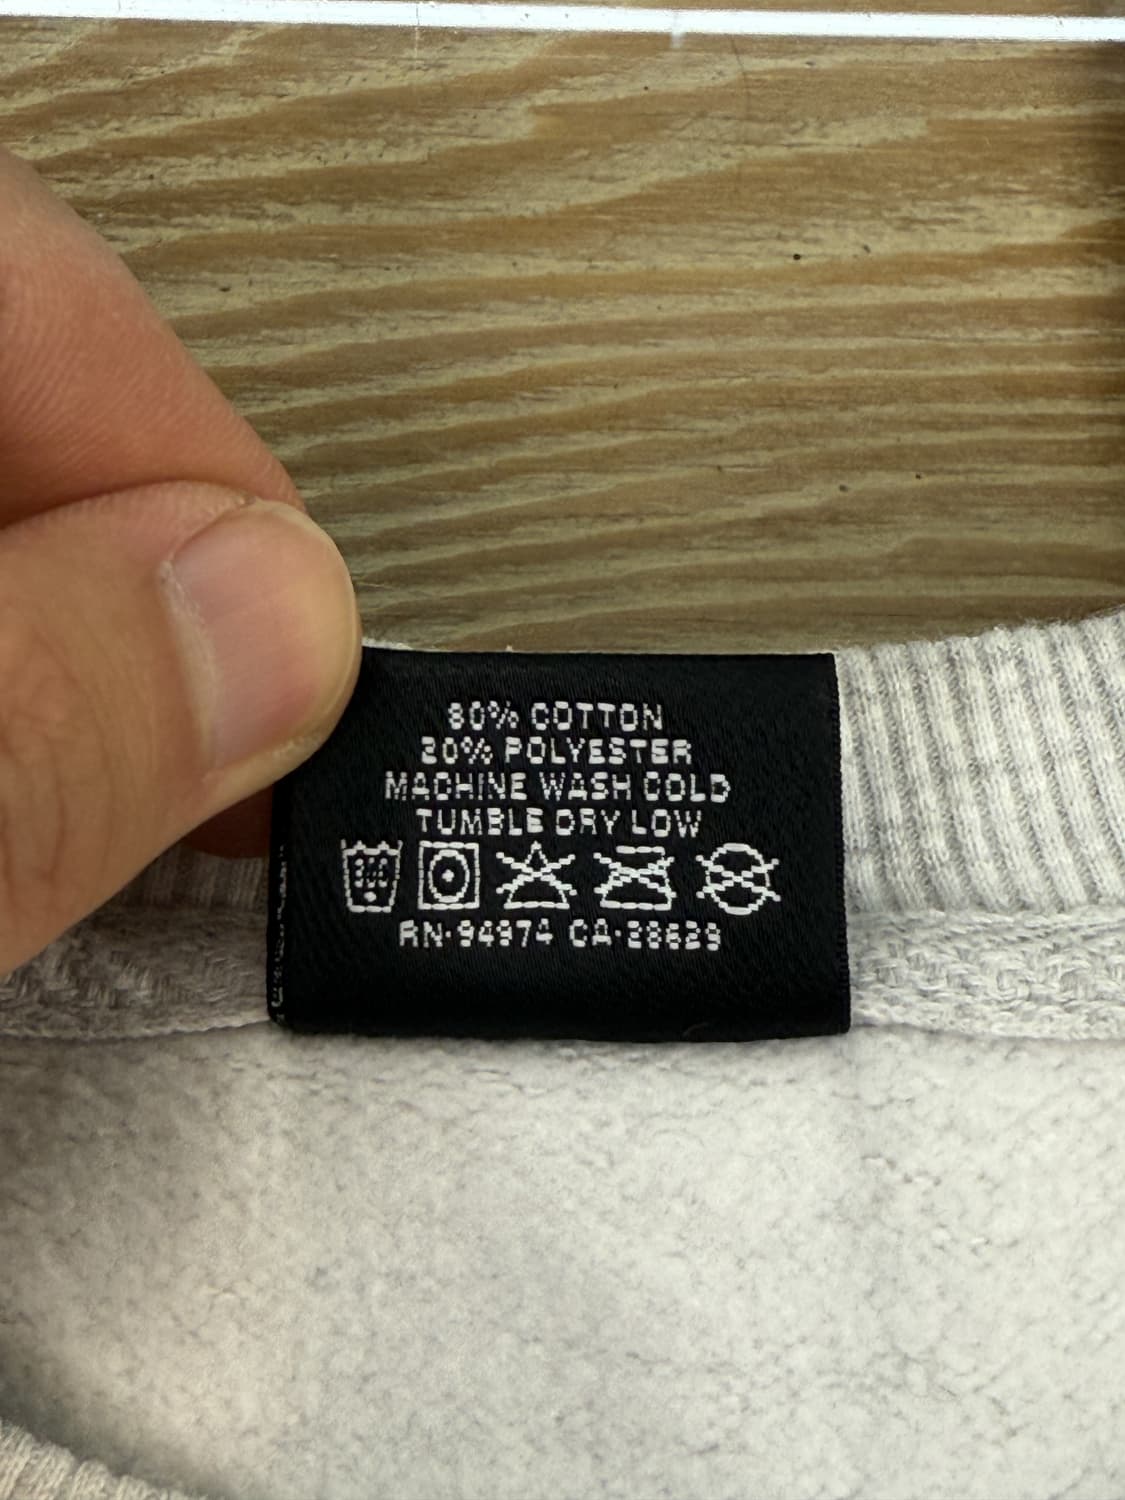 80% COTTON
20% POLYESTER
MACHINE WASH COLD
TUMBLE DRY LOW
RN·94974 CA·28629